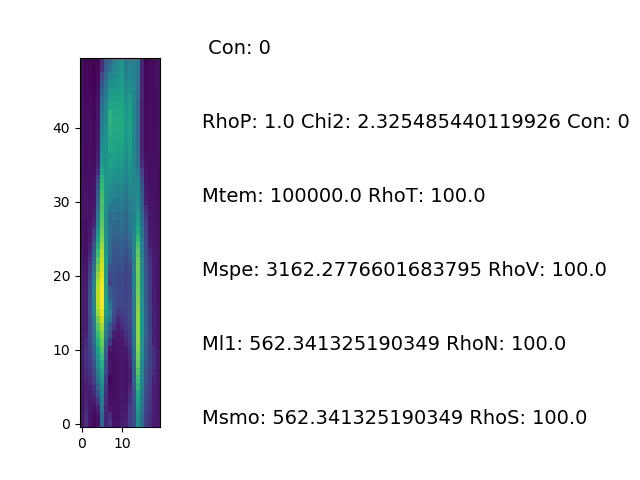 Con: 0
RhoP: 1.0 Chi2: 2.325485440119926 Con: 0
40
Mtem: 100000.0 RhoT: 100.0
30
Mspe: 3162.2776601683795 RhoV: 100.0
20
Ml1: 562.341325190349 RhoN: 100.0
10
Msmo: 562.341325190349 RhoS: 100.0
0
0 10